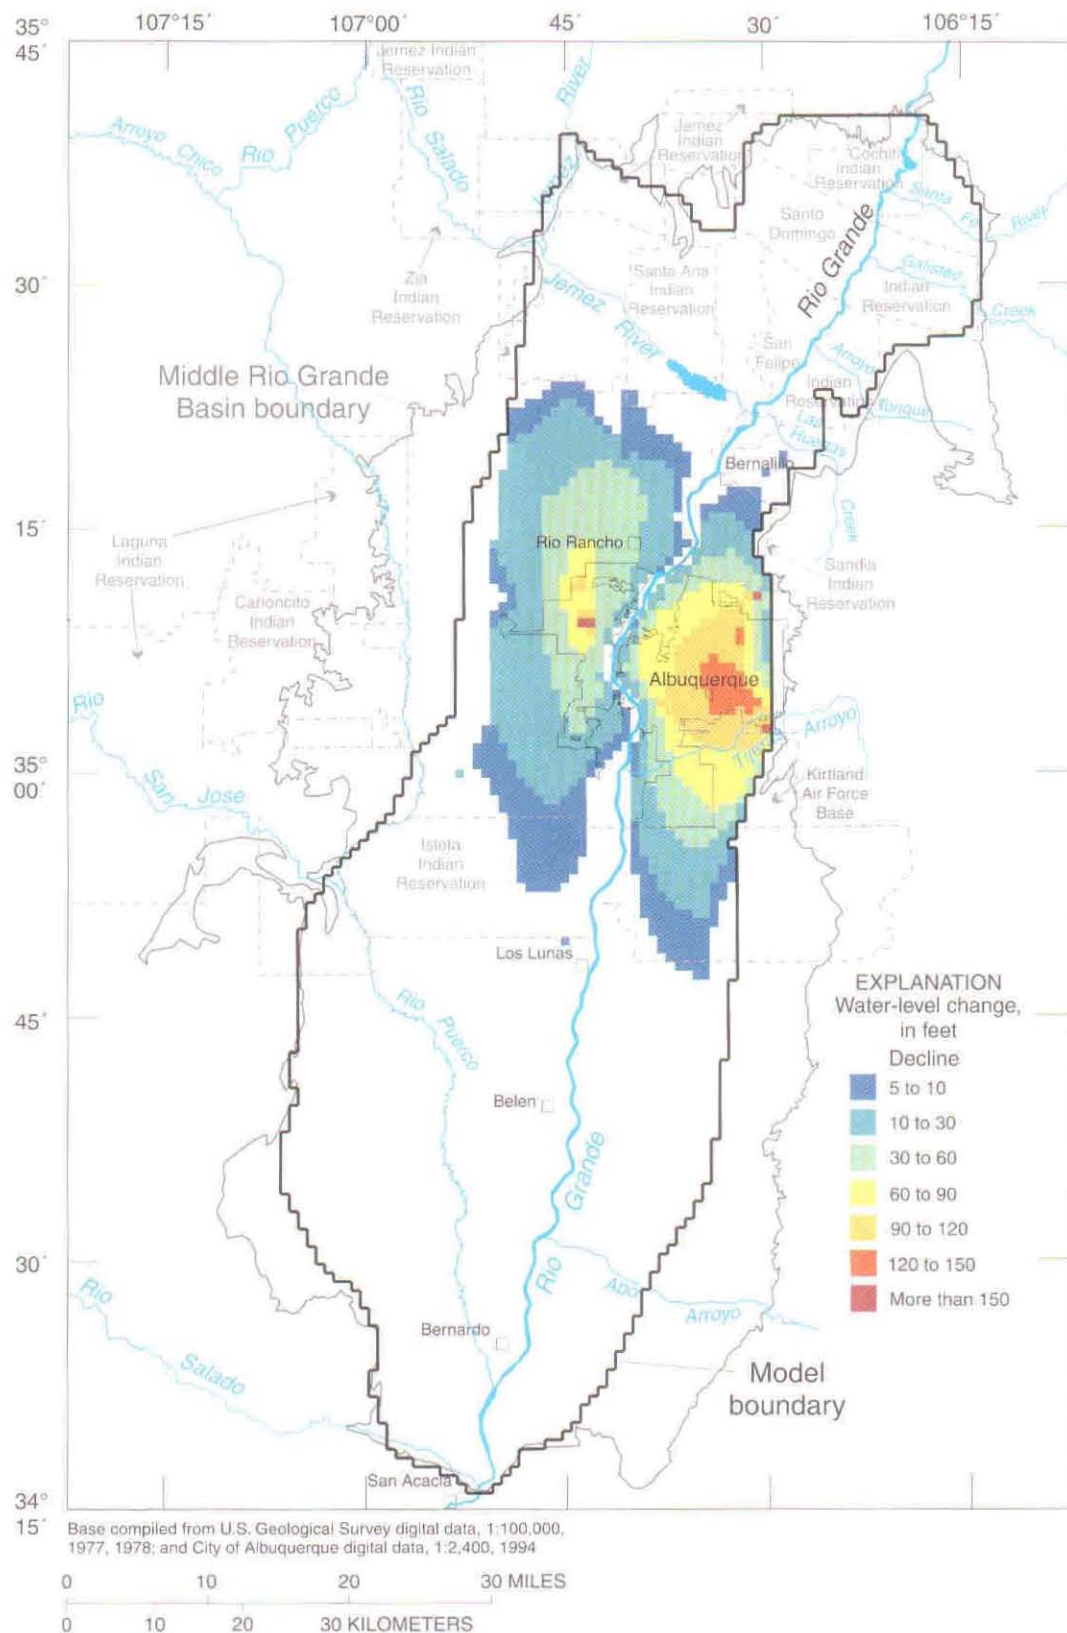 35°
45´
107°15´
107°00´
45´
30´
106°15´
Jemez Indian
Reservation
River
Rio
Puerco
Rio
Salado
Arroyo
Chico
Jemez
Indian
Reservation
Cochiti
Indian
Reservation
Jemez
Santa
Fe
River
Santo
Domingo
Rio Grande
Galisteo
30´
Zia
Indian
Reservation
Santa Ana
Indian
Reservation
Indian
Reservation
Creek
Jemez
River
San
Felipe
Arroyo
Indian
Reservation
Tonque
Middle Rio Grande
Basin boundary
Las
Huertas
Bernalillo
Creek
15´
Laguna
Indian
Reservation
Rio Rancho
Sandia
Indian
Reservation
Cañoncito
Indian
Reservation
Albuquerque
Rio
Tijeras
Arroyo
35°
00´
San
Jose
Kirtland
Air Force
Base
Isleta
Indian
Reservation
Los Lunas
EXPLANATION
Water-level change,
in feet
Decline
5 to 10
10 to 30
30 to 60
60 to 90
90 to 120
120 to 150
More than 150
45´
Rio
Puerco
Belen
Grande
30´
Rio
Rio
Abo
Arroyo
Bernardo
Salado
Model
boundary
San Acacia
34°
15´
Base compiled from U.S. Geological Survey digital data, 1:100,000,
1977, 1978; and City of Albuquerque digital data, 1:2,400, 1994
0 10 20 30 MILES
0 10 20 30 KILOMETERS